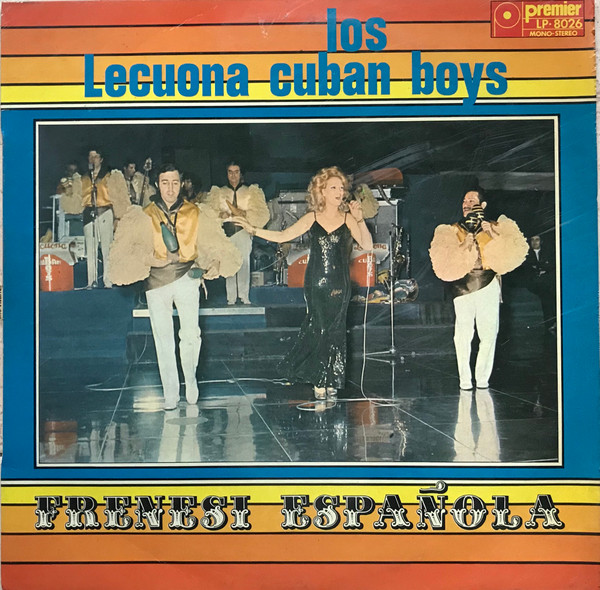 los
Lecuona cuban boys
premier
LP-8026
MONO-STEREO
FRENESI ESPAÑOLA